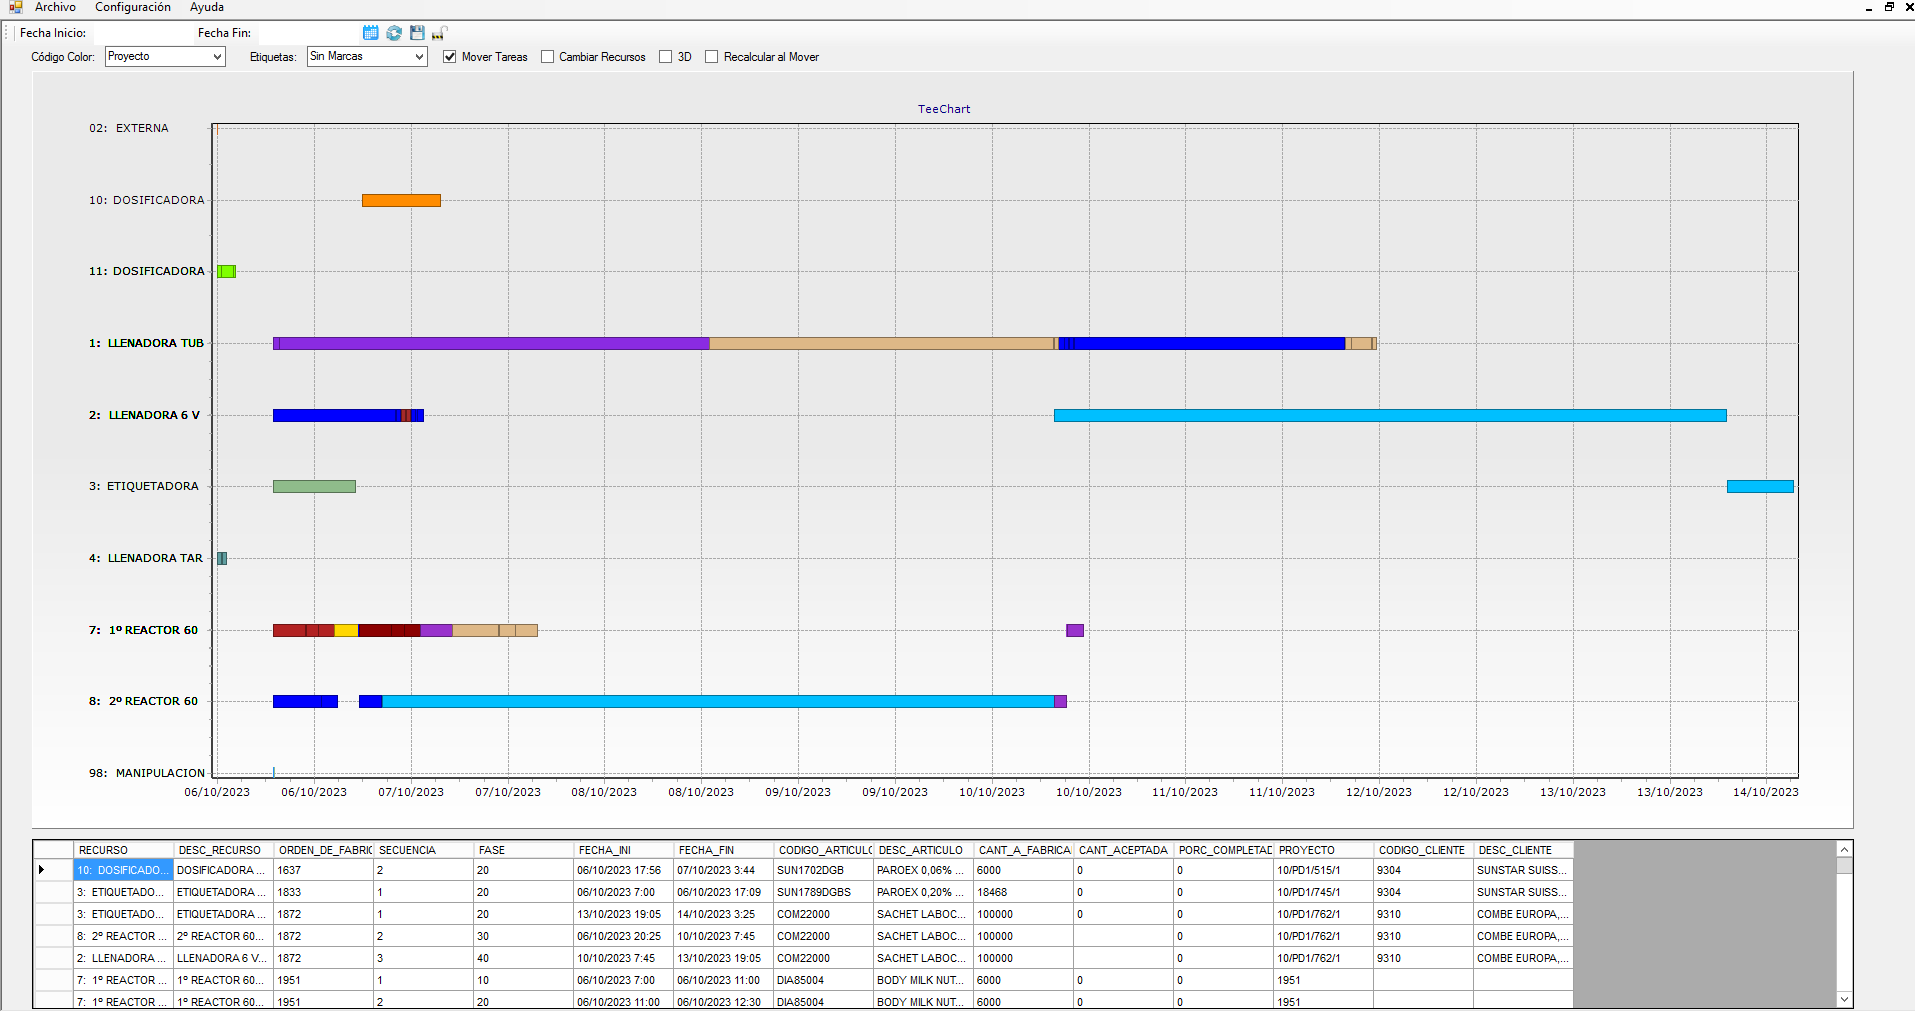 Archivo Configuración Ayuda
Fecha Inicio: Fecha Fin:
Código Color: Proyecto Etiquetas: Sin Marcas Mover Tareas Cambiar Recursos 3D Recalcular al Mover
TeeChart
02: EXTERNA
10: DOSIFICADORA
11: DOSIFICADORA
1: LLENADORA TUB
2: LLENADORA 6 V
3: ETIQUETADORA
4: LLENADORA TAR
7: 1º REACTOR 60
8: 2º REACTOR 60
98: MANIPULACION
06/10/2023 06/10/2023 07/10/2023 07/10/2023 08/10/2023 08/10/2023 09/10/2023 09/10/2023 10/10/2023 10/10/2023 11/10/2023 11/10/2023 12/10/2023 12/10/2023 13/10/2023 13/10/2023 14/10/2023
RECURSO DESC_RECURSO ORDEN_DE_FABRIC SECUENCIA FASE FECHA_INI FECHA_FIN CODIGO_ARTICULO DESC_ARTICULO CANT_A_FABRICA CANT_ACEPTADA PORC_COMPLETAD PROYECTO CODIGO_CLIENTE DESC_CLIENTE
10: DOSIFICADO... DOSIFICADORA ... 1637 2 20 06/10/2023 17:56 07/10/2023 3:44 SUN1702DGB PAROEX 0,06% ... 6000 0 0 10/PD1/515/1 9304 SUNSTAR SUISS...
3: ETIQUETADO... ETIQUETADORA ... 1833 1 20 06/10/2023 7:00 06/10/2023 17:09 SUN1789DGBS PAROEX 0,20% ... 18468 0 0 10/PD1/745/1 9304 SUNSTAR SUISS...
3: ETIQUETADO... ETIQUETADORA ... 1872 1 20 13/10/2023 19:05 14/10/2023 3:25 COM22000 SACHET LABOC... 100000 0 0 10/PD1/762/1 9310 COMBE EUROPA,...
8: 2º REACTOR ... 2º REACTOR 60... 1872 2 30 06/10/2023 20:25 10/10/2023 7:45 COM22000 SACHET LABOC... 100000 0 10/PD1/762/1 9310 COMBE EUROPA,...
2: LLENADORA ... LLENADORA 6 V... 1872 3 40 10/10/2023 7:45 13/10/2023 19:05 COM22000 SACHET LABOC... 100000 0 10/PD1/762/1 9310 COMBE EUROPA,...
7: 1º REACTOR ... 1º REACTOR 60... 1951 1 10 06/10/2023 7:00 06/10/2023 11:00 DIA85004 BODY MILK NUT... 6000 0 0 1951
7: 1º REACTOR ... 1º REACTOR 60... 1951 2 20 06/10/2023 11:00 06/10/2023 12:30 DIA85004 BODY MILK NUT... 6000 0 0 1951